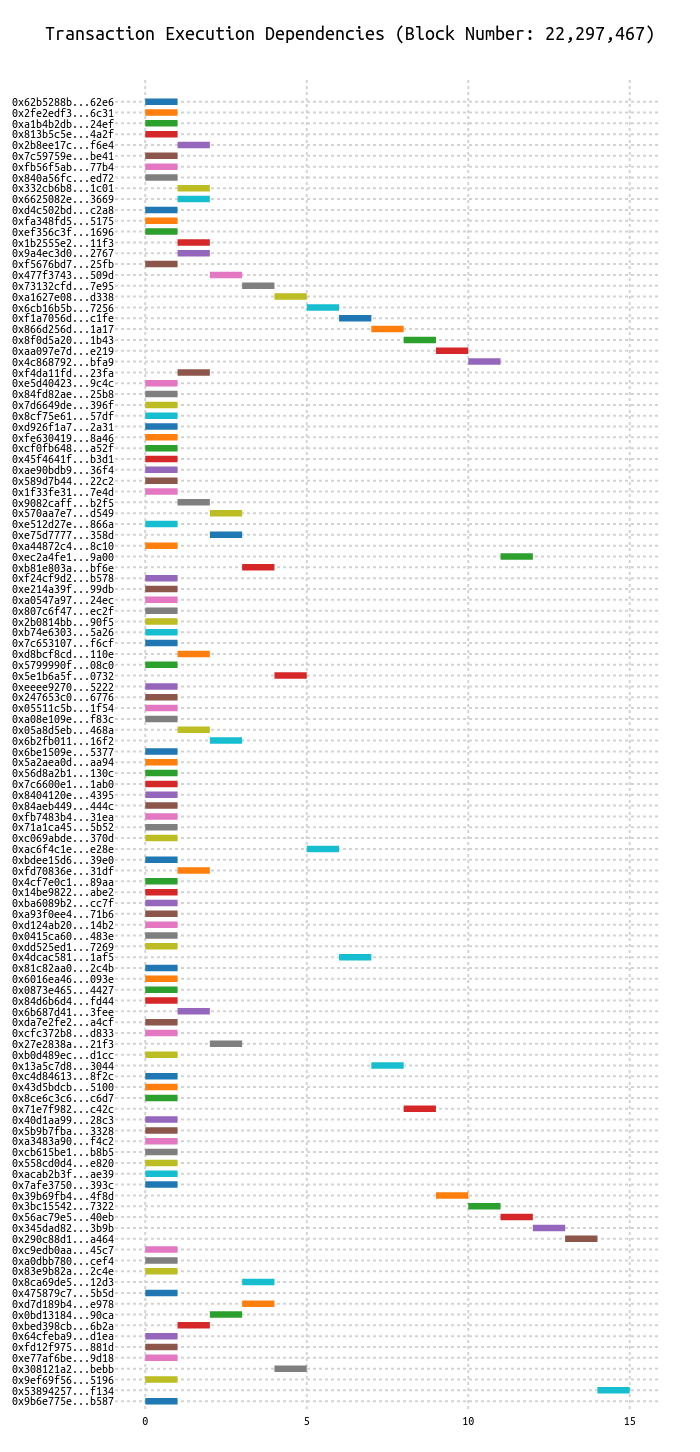 Transaction Execution Dependencies (Block Number: 22,297,467)
0x62b5288b...62e6
0x2fe2edf3...6c31
0xa1b4b2db...24ef
0x813b5c5e...4a2f
0x2b8ee17c...f6e4
0x7c59759e...be41
0xfb56f5ab...77b4
0x840a56fc...ed72
0x332cb6b8...1c01
0x6625082e...3669
0xd4c502bd...c2a8
0xfa348fd5...5175
0xef356c3f...1696
0x1b2555e2...11f3
0x9a4ec3d0...2767
0xf5676bd7...25fb
0x477f3743...509d
0x73132cfd...7e95
0xa1627e08...d338
0x6cb16b5b...7256
0xf1a7056d...c1fe
0x866d256d...1a17
0x8f0d5a20...1b43
0xaa097e7d...e219
0x4c868792...bfa9
0xf4da11fd...23fa
0xe5d40423...9c4c
0x84fd82ae...25b8
0x7d6649de...396f
0x8cf75e61...57df
0xd926f1a7...2a31
0xfe630419...8a46
0xcf0fb648...a52f
0x45f4641f...b3d1
0xae90bdb9...36f4
0x589d7b44...22c2
0x1f33fe31...7e4d
0x9082caff...b2f5
0x570aa7e7...d549
0xe512d27e...866a
0xe75d7777...358d
0xa44872c4...8c10
0xec2a4fe1...9a00
0xb81e803a...bf6e
0xf24cf9d2...b578
0xe214a39f...99db
0xa0547a97...24ec
0x807c6f47...ec2f
0x2b0814bb...90f5
0xb74e6303...5a26
0x7c653107...f6cf
0xd8bcf8cd...110e
0x5799990f...08c0
0x5e1b6a5f...0732
0xeeee9270...5222
0x247653c0...6776
0x05511c5b...1f54
0xa08e109e...f83c
0x05a8d5eb...468a
0x6b2fb011...16f2
0x6be1509e...5377
0x5a2aea0d...aa94
0x56d8a2b1...130c
0x7c6600e1...1ab0
0x8404120e...4395
0x84aeb449...444c
0xfb7483b4...31ea
0x71a1ca45...5b52
0xc069abde...370d
0xac6f4c1e...e28e
0xbdee15d6...39e0
0xfd70836e...31df
0x4cf7e0c1...89aa
0x14be9822...abe2
0xba6089b2...cc7f
0xa93f0ee4...71b6
0xd124ab20...14b2
0x0415ca60...483e
0xdd525ed1...7269
0x4dcac581...1af5
0x81c82aa0...2c4b
0x6016ea46...093e
0x0873e465...4427
0x84d6b6d4...fd44
0x6b687d41...3fee
0xda7e2fe2...a4cf
0xcfc372b8...d833
0x27e2838a...21f3
0xb0d489ec...d1cc
0x13a5c7d8...3044
0xc4d84613...8f2c
0x43d5bdcb...5100
0x8ce6c3c6...c6d7
0x71e7f982...c42c
0x40d1aa99...28c3
0x5b9b7fba...3328
0xa3483a90...f4c2
0xcb615be1...b8b5
0x558cd0d4...e820
0xacab2b3f...ae39
0x7afe3750...393c
0x39b69fb4...4f8d
0x3bc15542...7322
0x56ac79e5...40eb
0x345dad82...3b9b
0x290c88d1...a464
0xc9edb0aa...45c7
0xa0dbb780...cef4
0x83e9b82a...2c4e
0x8ca69de5...12d3
0x475879c7...5b5d
0xd7d189b4...e978
0x0bd13184...90ca
0xbed398cb...6b2a
0x64cfeba9...d1ea
0xfd12f975...881d
0xe77af6be...9d18
0x308121a2...bebb
0x9ef69f56...5196
0x53894257...f134
0x9b6e775e...b587
0 5 10 15